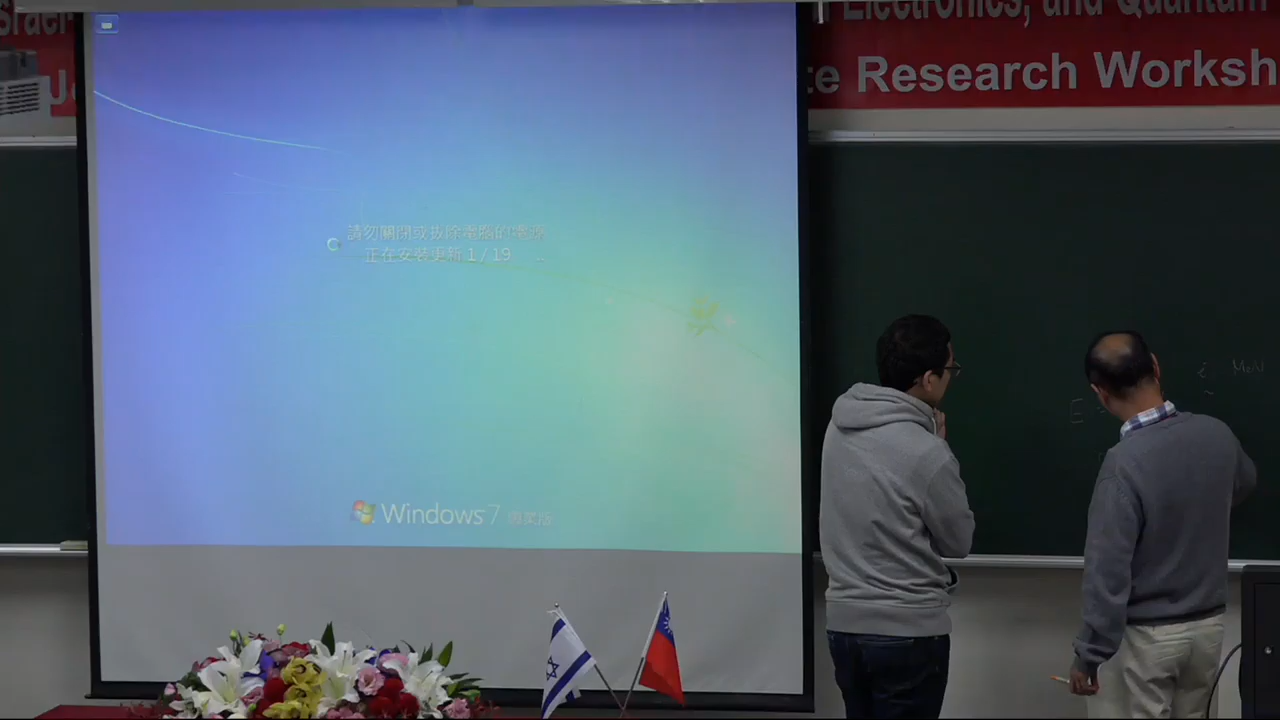 Electronics, and Quantum
te Research Worksh
請勿關閉或拔除電腦的電源
正在安裝更新 1 / 19
E
Windows 7 專業版